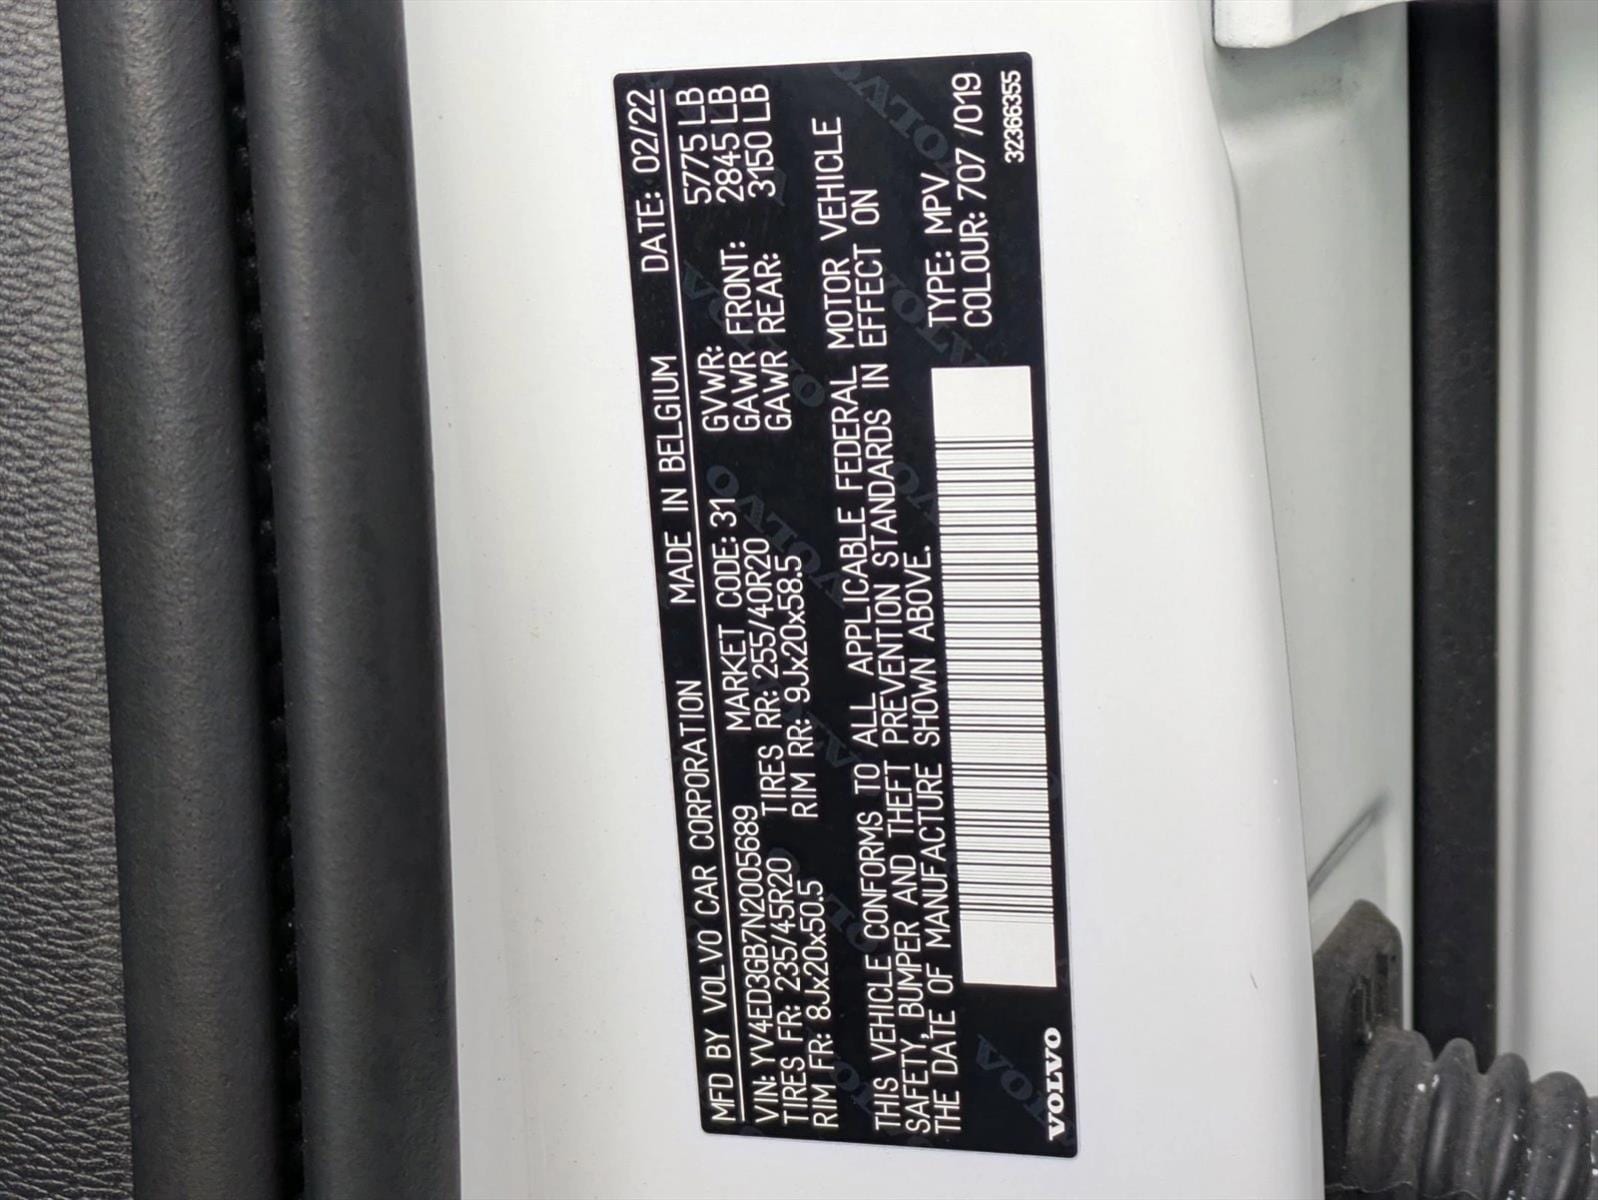 MFD BY VOLVO CAR CORPORATION MADE IN BELGIUM DATE: 02/22
VIN: YV4ED3GB7N2005689 MARKET CODE: 31 GVWR: 5775 LB
TIRES FR: 235/45R20 TIRES RR: 255/40R20 GAWR FRONT: 2845 LB
RIM FR: 8Jx20x50.5 RIM RR: 9Jx20x58.5 GAWR REAR: 3150 LB
THIS VEHICLE CONFORMS TO ALL APPLICABLE FEDERAL MOTOR VEHICLE
SAFETY, BUMPER AND THEFT PREVENTION STANDARDS IN EFFECT ON
THE DATE OF MANUFACTURE SHOWN ABOVE.
TYPE: MPV
COLOUR: 707 /019
VOLVO
32366355